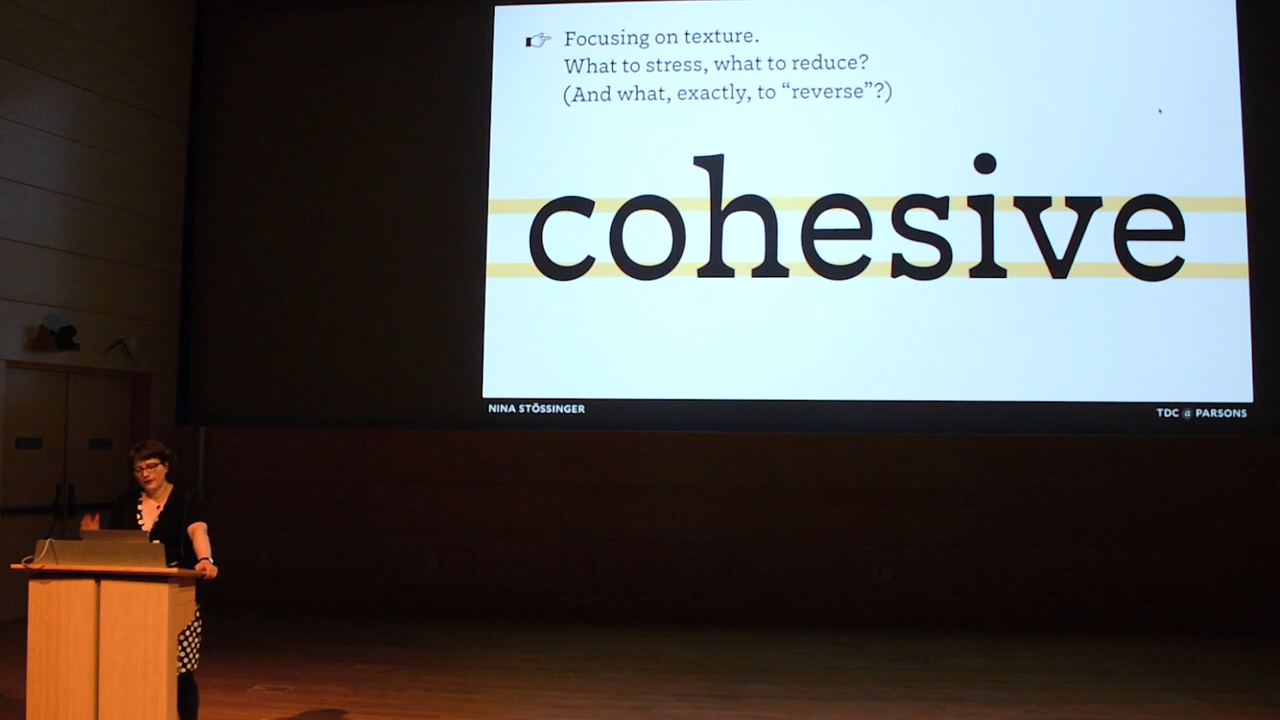 ☞ Focusing on texture.
What to stress, what to reduce?
(And what, exactly, to “reverse”?)
cohesive
NINA STÖSSINGER
TDC @ PARSONS